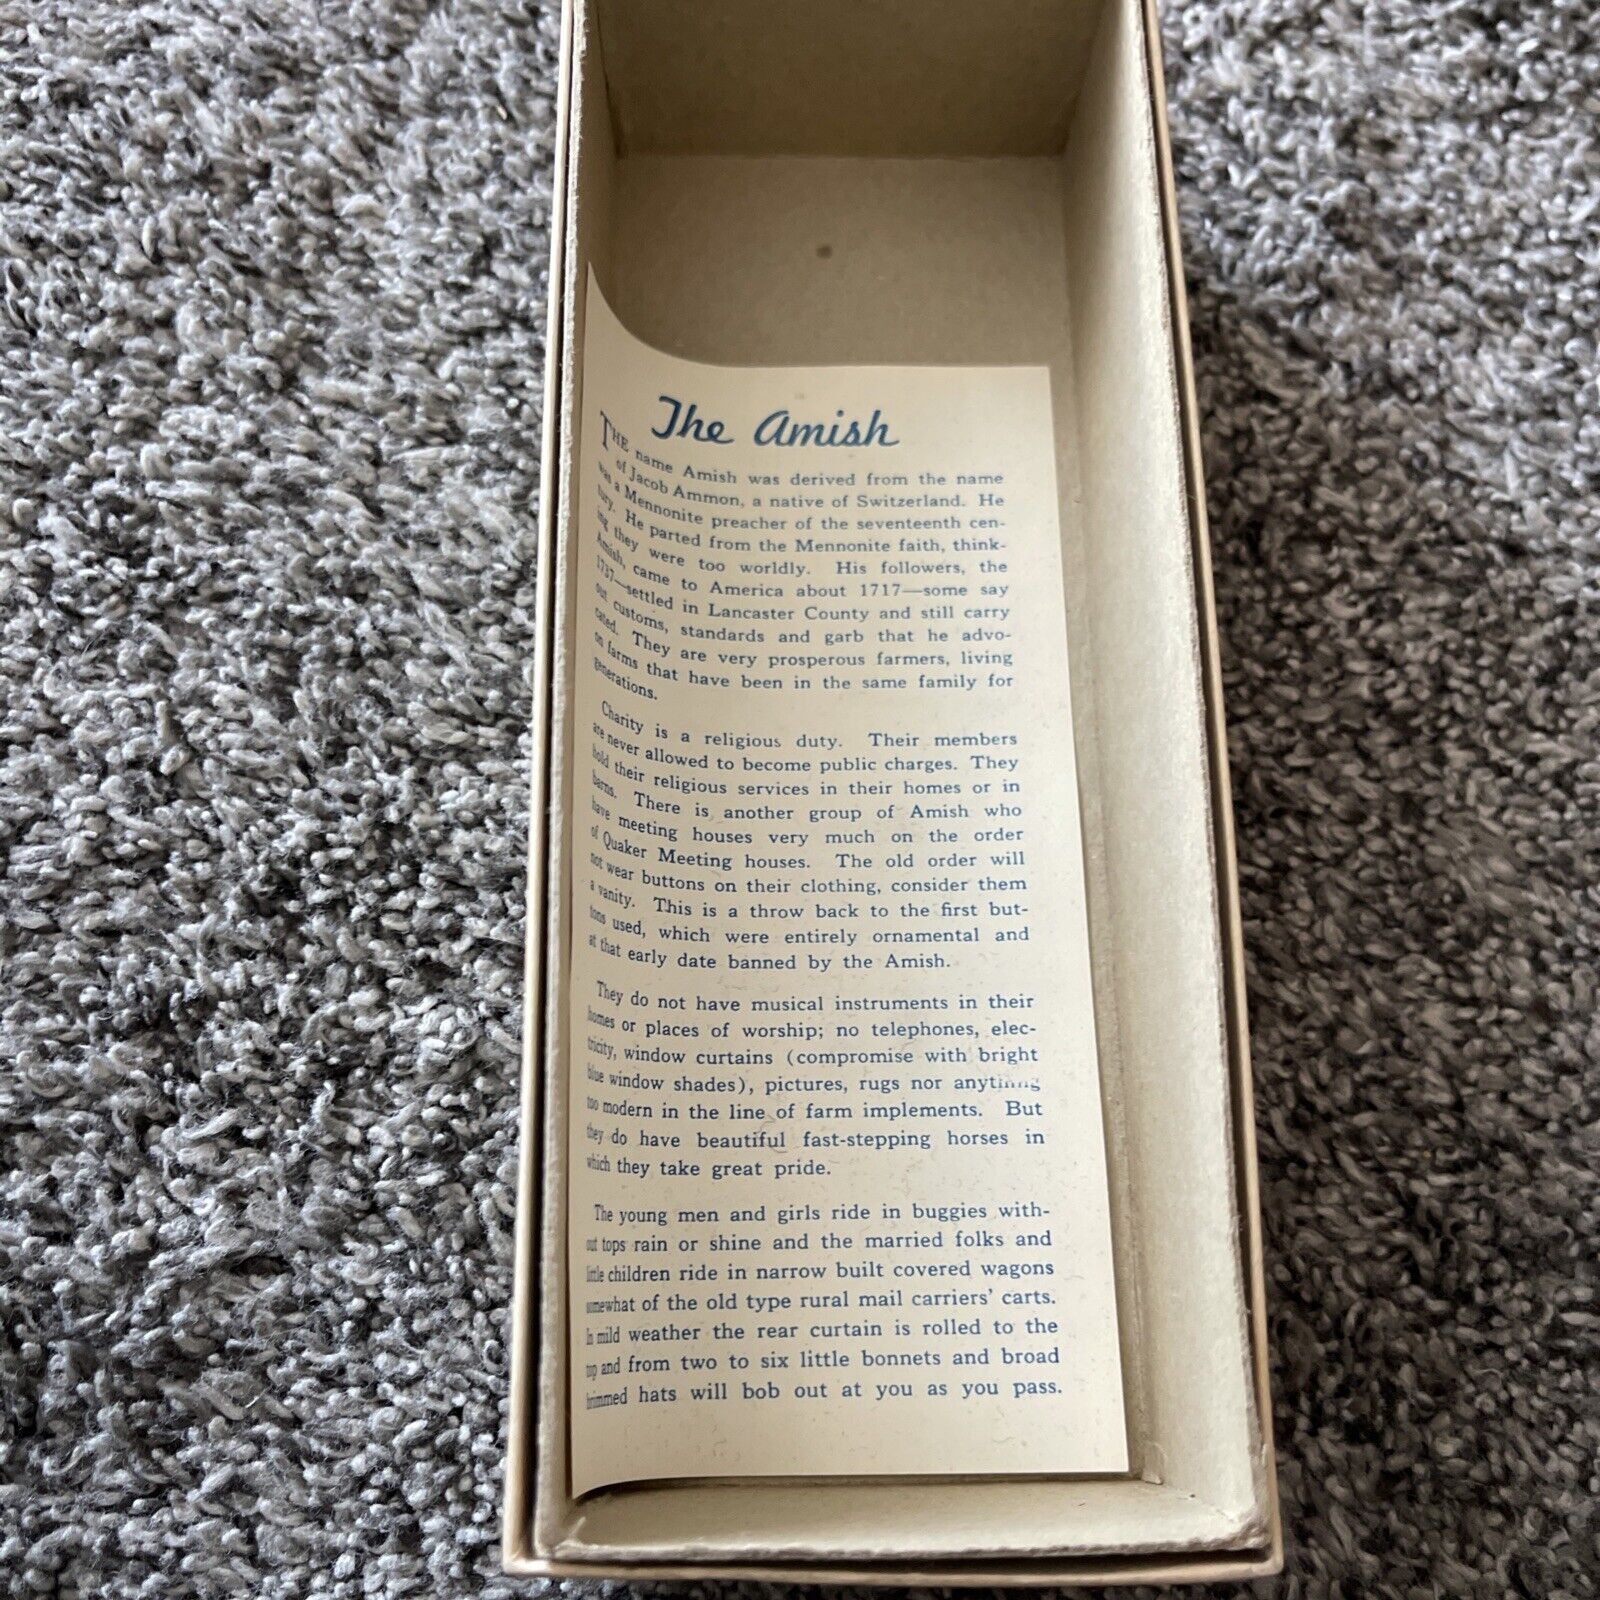 The Amish
THE name Amish was derived from the name
of Jacob Ammon, a native of Switzerland. He
was a Mennonite preacher of the seventeenth cen-
tury. He parted from the Mennonite faith, think-
ing they were too worldly. His followers, the
Amish, came to America about 1717—some say
1737—settled in Lancaster County and still carry
out customs, standards and garb that he advo-
cated. They are very prosperous farmers, living
on farms that have been in the same family for
generations.
Charity is a religious duty. Their members
are never allowed to become public charges. They
hold their religious services in their homes or in
barns. There is another group of Amish who
have meeting houses very much on the order
of Quaker Meeting houses. The old order will
not wear buttons on their clothing, consider them
a vanity. This is a throw back to the first but-
tons used, which were entirely ornamental and
at that early date banned by the Amish.
They do not have musical instruments in their
homes or places of worship; no telephones, elec-
tricity, window curtains (compromise with bright
blue window shades), pictures, rugs nor anything
too modern in the line of farm implements. But
they do have beautiful fast-stepping horses in
which they take great pride.
The young men and girls ride in buggies with-
out tops rain or shine and the married folks and
little children ride in narrow built covered wagons
somewhat of the old type rural mail carriers' carts.
In mild weather the rear curtain is rolled to the
top and from two to six little bonnets and broad
brimmed hats will bob out at you as you pass.